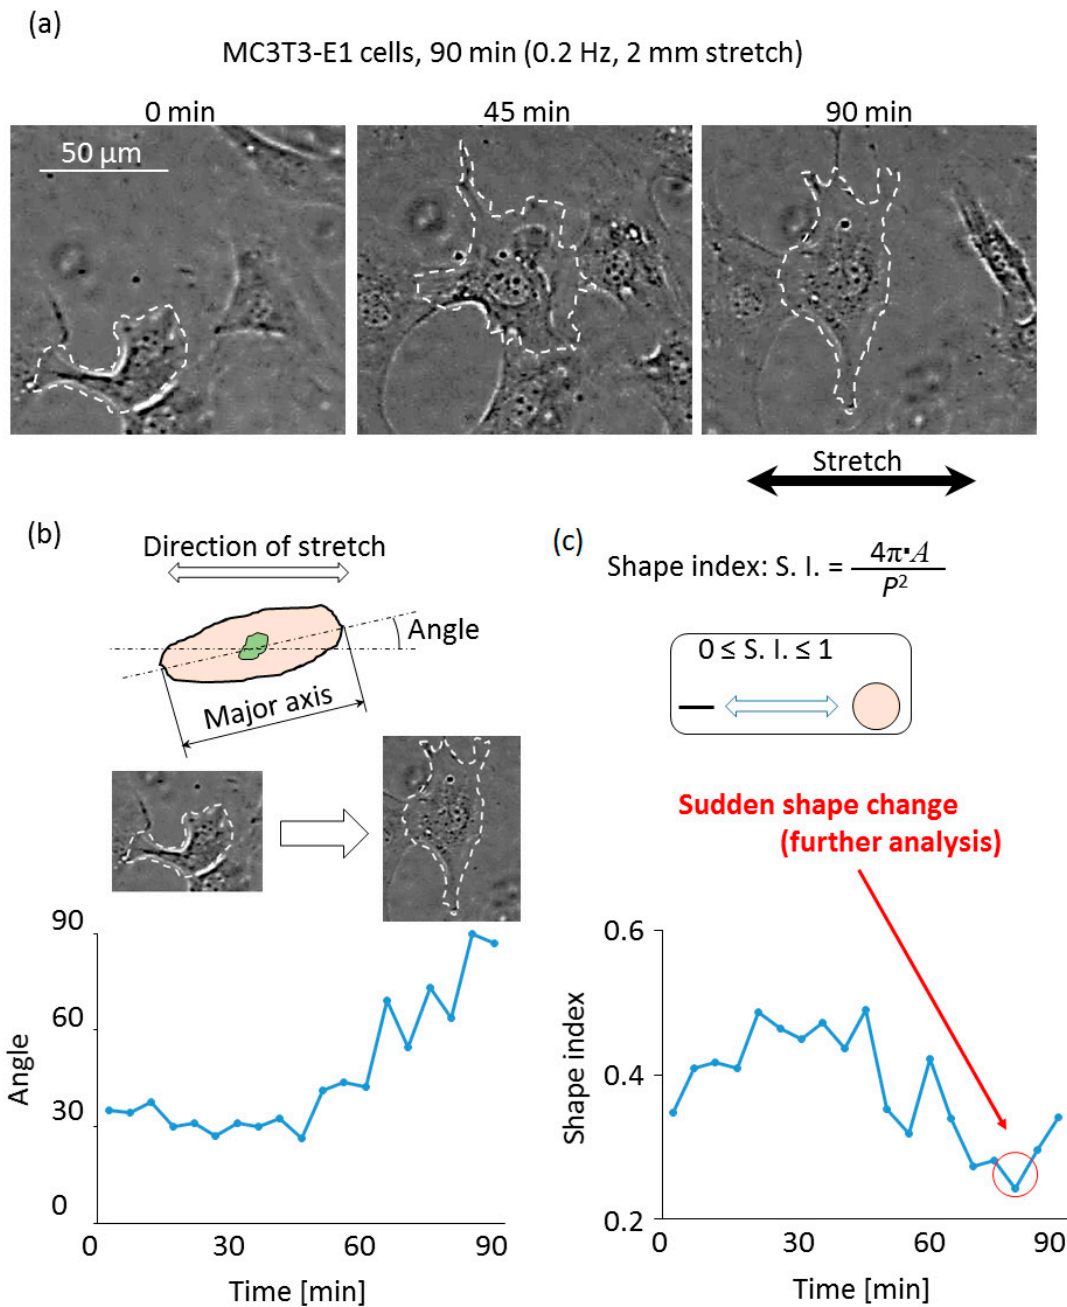 (a)
MC3T3-E1 cells, 90 min (0.2 Hz, 2 mm stretch)
0 min
45 min
90 min
50 µm
Stretch
(b)
Direction of stretch
Angle
Major axis
90
60
30
0
Angle
0
30
60
90
Time [min]
(c)
Shape index: S. I. = 4π·A / P²
0 ≤ S. I. ≤ 1
Sudden shape change
(further analysis)
0.6
0.4
0.2
Shape index
0
30
60
90
Time [min]